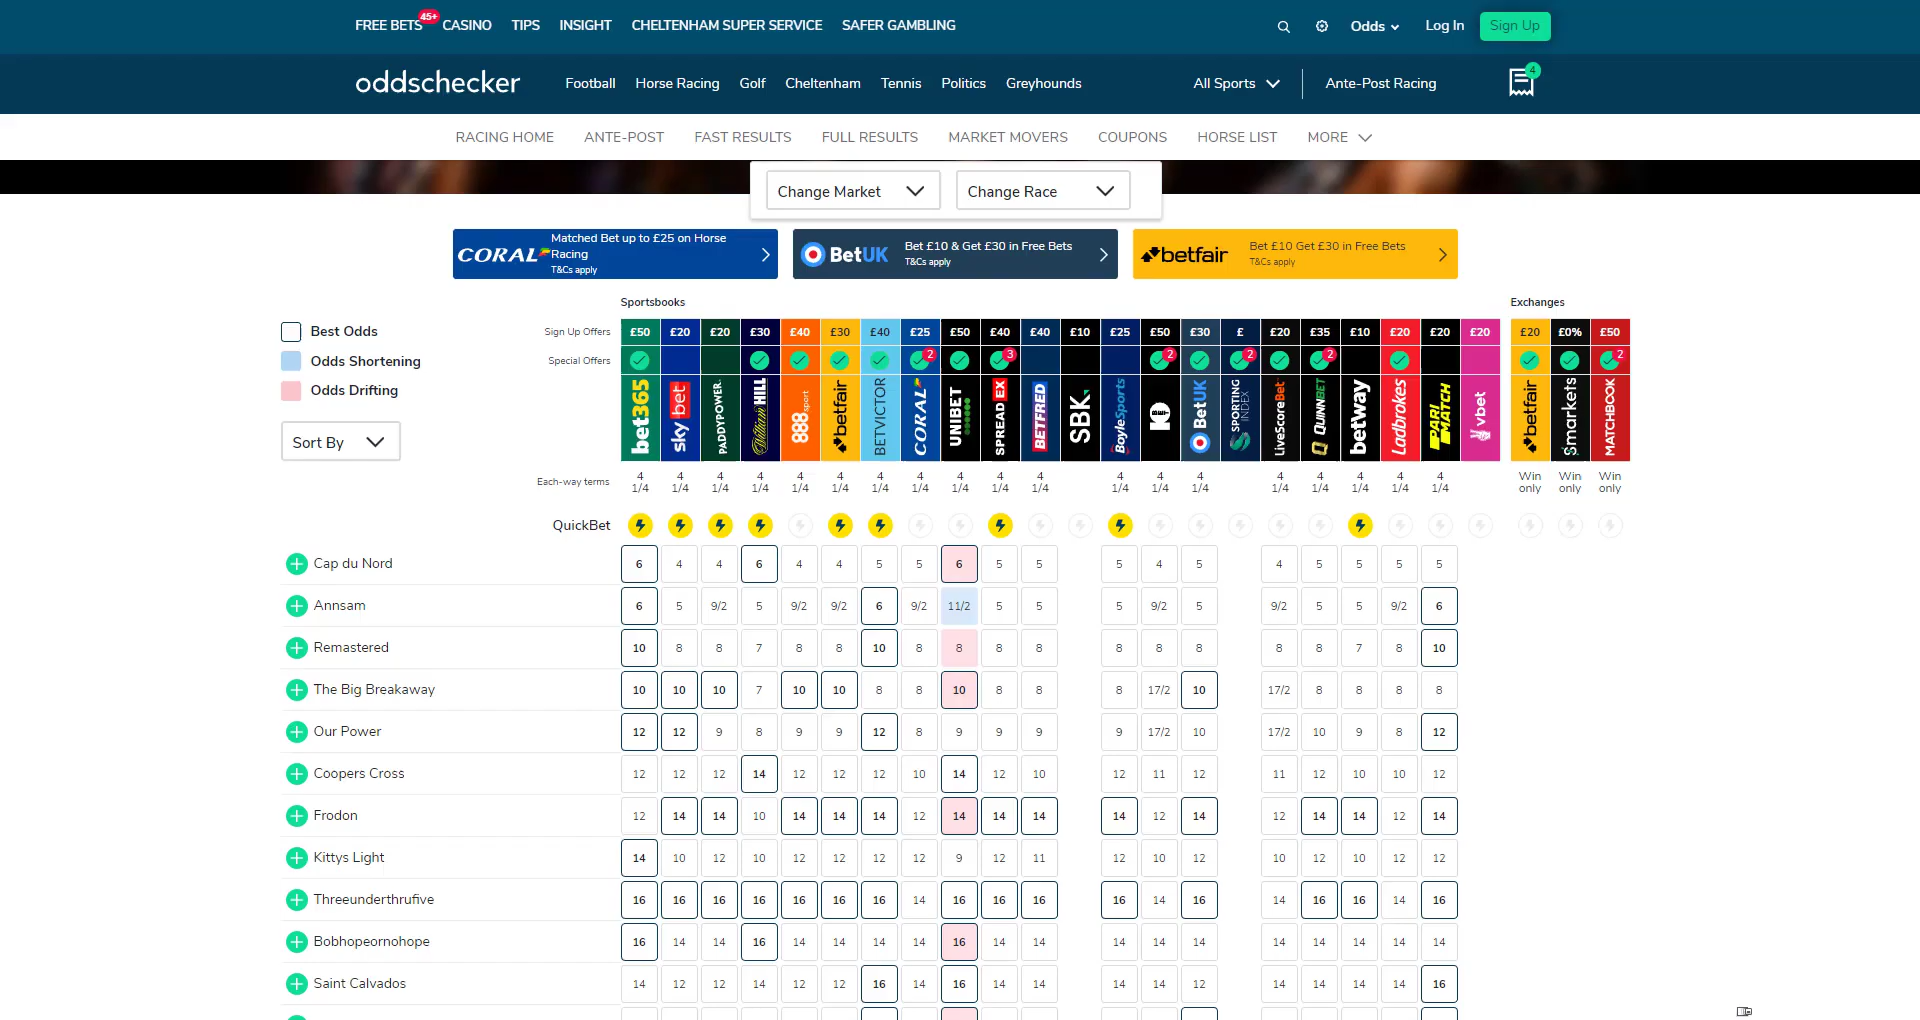 FREE BETS 45+ CASINO TIPS INSIGHT CHELTENHAM SUPER SERVICE SAFER GAMBLING Odds Log In Sign Up
oddschecker Football Horse Racing Golf Cheltenham Tennis Politics Greyhounds All Sports Ante-Post Racing 4
RACING HOME ANTE-POST FAST RESULTS FULL RESULTS MARKET MOVERS COUPONS HORSE LIST MORE
Change Market Change Race
CORAL Matched Bet up to £25 on Horse Racing T&Cs apply
BetUK Bet £10 & Get £30 in Free Bets T&Cs apply
betfair Bet £10 Get £30 in Free Bets T&Cs apply
Sportsbooks Exchanges
Best Odds
Odds Shortening
Odds Drifting
Sort By
Sign Up Offers £50 £20 £20 £30 £40 £30 £40 £25 £50 £40 £40 £10 £25 £50 £30 £ £20 £35 £10 £20 £20 £20 £20 £0% £50
Special Offers 2 3 2 2 2 2
bet365 sky bet PADDYPOWER. William HILL 888sport betfair BETVICTOR CORAL UNIBET SPREAD EX BETFRED SBK BoyleSports 10 BET BetUK SPORTING INDEX LiveScoreBet QUINNBET betway Ladbrokes PARI MATCH vbet betfair smarkets MATCHBOOK
Each-way terms 4 4 4 4 4 4 4 4 4 4 4 4 4 4 4 4 4 4 4 Win Win Win
1/4 1/4 1/4 1/4 1/4 1/4 1/4 1/4 1/4 1/4 1/4 1/4 1/4 1/4 1/4 1/4 1/4 1/4 1/4 only only only
QuickBet
Cap du Nord 6 4 4 6 4 4 5 5 6 5 5 5 4 5 4 5 5 5 5
Annsam 6 5 9/2 5 9/2 9/2 6 9/2 11/2 5 5 5 9/2 5 9/2 5 5 9/2 6
Remastered 10 8 8 7 8 8 10 8 8 8 8 8 8 8 8 8 7 8 10
The Big Breakaway 10 10 10 7 10 10 8 8 10 8 8 8 17/2 10 17/2 8 8 8 8
Our Power 12 12 9 8 9 9 12 8 9 9 9 9 17/2 10 17/2 10 9 8 12
Coopers Cross 12 12 12 14 12 12 12 10 14 12 10 12 11 12 11 12 10 10 12
Frodon 12 14 14 10 14 14 14 12 14 14 14 14 12 14 12 14 14 12 14
Kittys Light 14 10 12 10 12 12 12 12 9 12 11 12 10 12 10 12 10 12 12
Threeunderthrufive 16 16 16 16 16 16 16 14 16 16 16 16 14 16 14 16 16 14 16
Bobhopeornohope 16 14 14 16 14 14 14 14 16 14 14 14 14 14 14 14 14 14 14
Saint Calvados 14 12 12 14 12 12 16 14 16 14 14 14 14 12 14 14 14 14 16